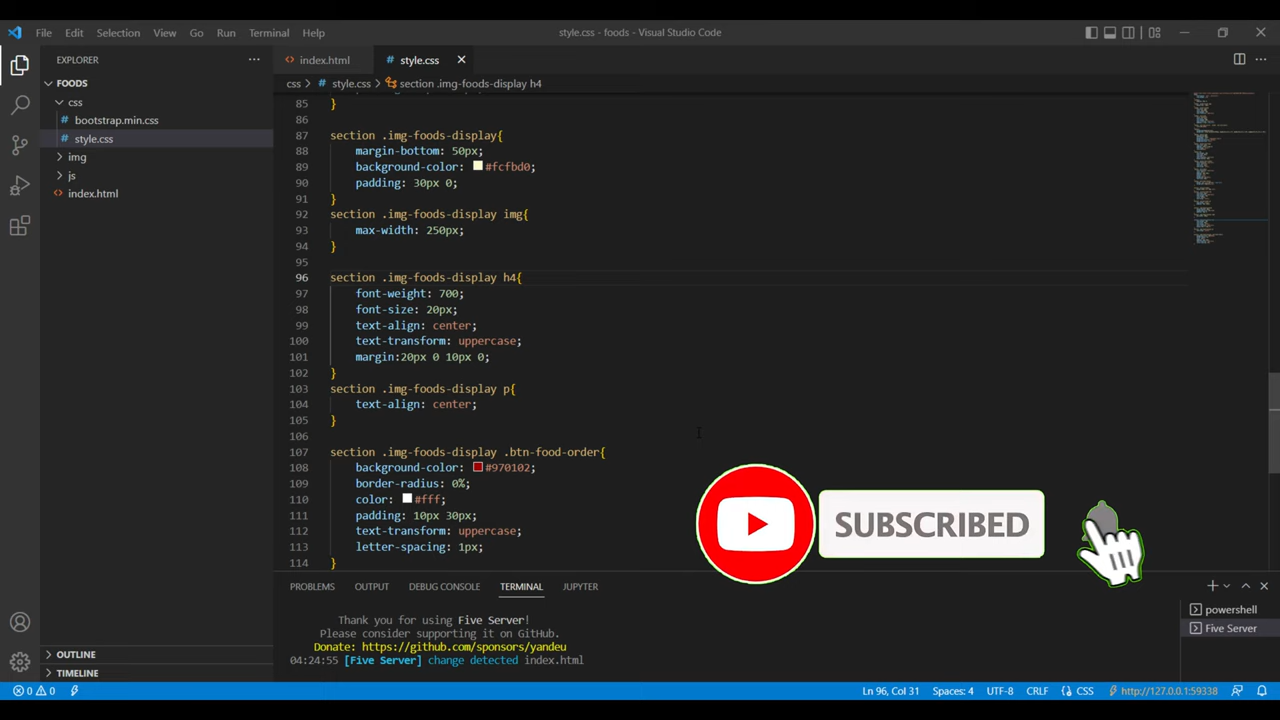 File Edit Selection View Go Run Terminal Help
style.css - foods - Visual Studio Code
EXPLORER
index.html
style.css
FOODS
css
bootstrap.min.css
style.css
img
js
index.html
css > style.css > section .img-foods-display h4
85 }
86
87 section .img-foods-display{
88 margin-bottom: 50px;
89 background-color: #fcfbd0;
90 padding: 30px 0;
91 }
92 section .img-foods-display img{
93 max-width: 250px;
94 }
95
96 section .img-foods-display h4{
97 font-weight: 700;
98 font-size: 20px;
99 text-align: center;
100 text-transform: uppercase;
101 margin:20px 0 10px 0;
102 }
103 section .img-foods-display p{
104 text-align: center;
105 }
106
107 section .img-foods-display .btn-food-order{
108 background-color: #970102;
109 border-radius: 0%;
110 color: #fff;
111 padding: 10px 30px;
112 text-transform: uppercase;
113 letter-spacing: 1px;
114 }
SUBSCRIBED
PROBLEMS OUTPUT DEBUG CONSOLE TERMINAL JUPYTER
Thank you for using Five Server!
Please consider supporting it on GitHub.
Donate: https://github.com/sponsors/yandeu
04:24:55 [Five Server] change detected index.html
powershell
Five Server
OUTLINE
TIMELINE
0 0
Ln 96, Col 31 Spaces: 4 UTF-8 CRLF {} CSS http://127.0.0.1:59338